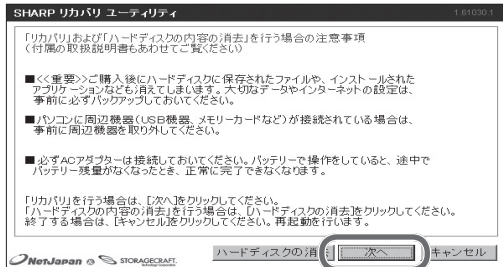 SHARP リカバリ ユーティリティ 1.61030.1
「リカバリ」および「ハードディスクの内容の消去」を行う場合の注意事項
(付属の取扱説明書もあわせてご覧ください)
■<<重要>>ご購入後にハードディスクに保存されたファイルや、インストールされた
アプリケーションなども消えてしまいます。大切なデータやインターネットの設定は、
事前に必ずバックアップしておいてください。
■パソコンに周辺機器(USB機器、メモリーカードなど)が接続されている場合は、
事前に周辺機器を取り外してください。
■必ずACアダプターは接続しておいてください。バッテリーで操作をしていると、途中で
バッテリー残量がなくなったとき、正常に完了できなくなります。
「リカバリ」を行う場合は、[次へ]をクリックしてください。
「ハードディスクの内容の消去」を行う場合は、[ハードディスクの消去]をクリックしてください。
終了する場合は、[キャンセル]をクリックしてください。再起動を行います。
NetJapan & STORAGECRAFT. ハードディスクの消 次へ キャンセル